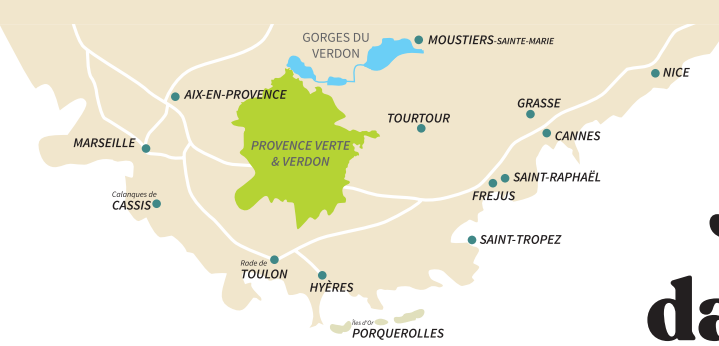 GORGES DU
VERDON
MOUSTIERS-SAINTE-MARIE
NICE
AIX-EN-PROVENCE
GRASSE
TOURTOUR
CANNES
MARSEILLE
PROVENCE VERTE
& VERDON
SAINT-RAPHAËL
Calanques de
CASSIS
FREJUS
SAINT-TROPEZ
Rade de
TOULON
HYÈRES
Îles d'Or
PORQUEROLLES
da